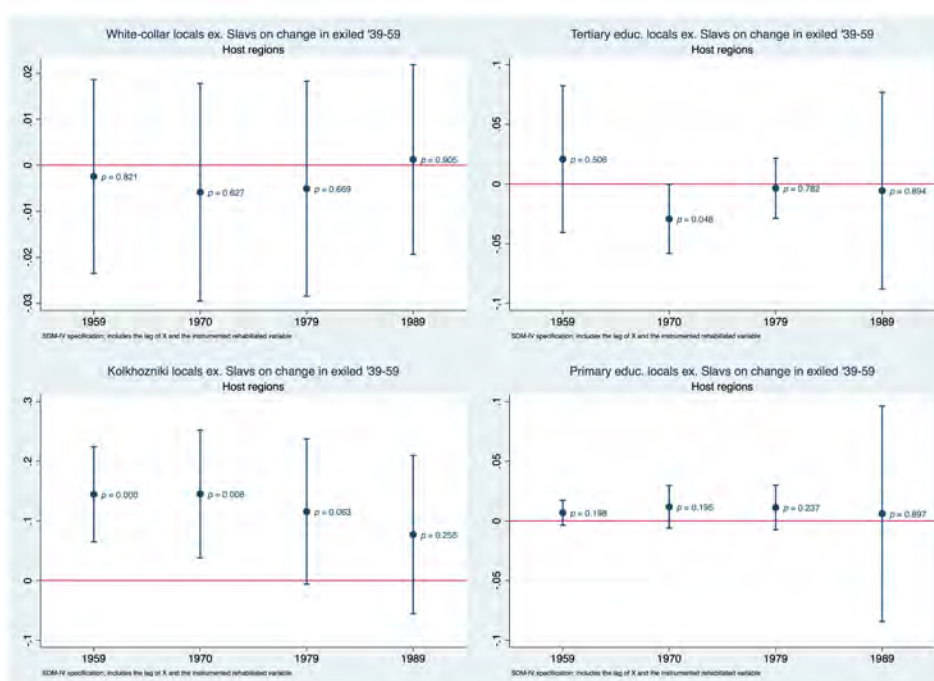 White-collar locals ex. Slavs on change in exiled '39-59
Host regions
.02
.01
0
-.01
-.02
-.03
p = 0.821
p = 0.627
p = 0.669
p = 0.905
1959 1970 1979 1989
SDM-IV specification; includes the lag of X and the instrumented rehabilitated variable
Tertiary educ. locals ex. Slavs on change in exiled '39-59
Host regions
.1
.05
0
-.05
-.1
p = 0.506
p = 0.048
p = 0.782
p = 0.894
1959 1970 1979 1989
SDM-IV specification; includes the lag of X and the instrumented rehabilitated variable
Kolkhozniki locals ex. Slavs on change in exiled '39-59
Host regions
.3
.2
.1
0
-.1
p = 0.000
p = 0.008
p = 0.063
p = 0.255
1959 1970 1979 1989
SDM-IV specification; includes the lag of X and the instrumented rehabilitated variable
Primary educ. locals ex. Slavs on change in exiled '39-59
Host regions
.1
.05
0
-.05
-.1
p = 0.198
p = 0.195
p = 0.237
p = 0.897
1959 1970 1979 1989
SDM-IV specification; includes the lag of X and the instrumented rehabilitated variable